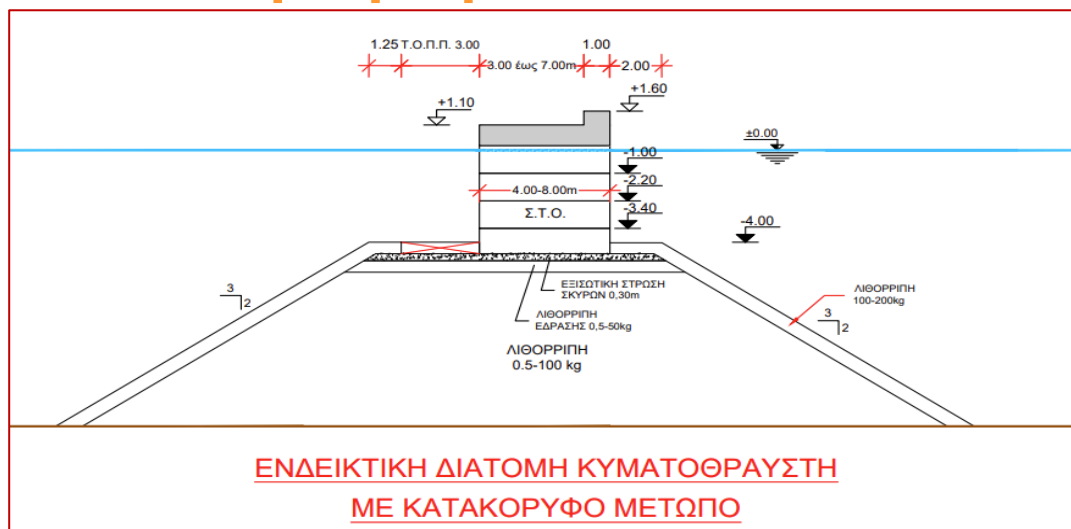 1.25 Τ.Ο.Π.Π. 3.00
1.00
3.00 έως 7.00m
2.00
+1.10
+1.60
±0.00
-1.00
4.00-8.00m
-2.20
Σ.Τ.Ο.
-3.40
-4.00
3
2
ΕΞΙΣΩΤΙΚΗ ΣΤΡΩΣΗ
ΣΚΥΡΩΝ 0,30m
ΛΙΘΟΡΡΙΠΗ
100-200kg
3
2
ΛΙΘΟΡΡΙΠΗ
ΕΔΡΑΣΗΣ 0,5-50kg
ΛΙΘΟΡΡΙΠΗ
0.5-100 kg
ΕΝΔΕΙΚΤΙΚΗ ΔΙΑΤΟΜΗ ΚΥΜΑΤΟΘΡΑΥΣΤΗ
ΜΕ ΚΑΤΑΚΟΡΥΦΟ ΜΕΤΩΠΟ